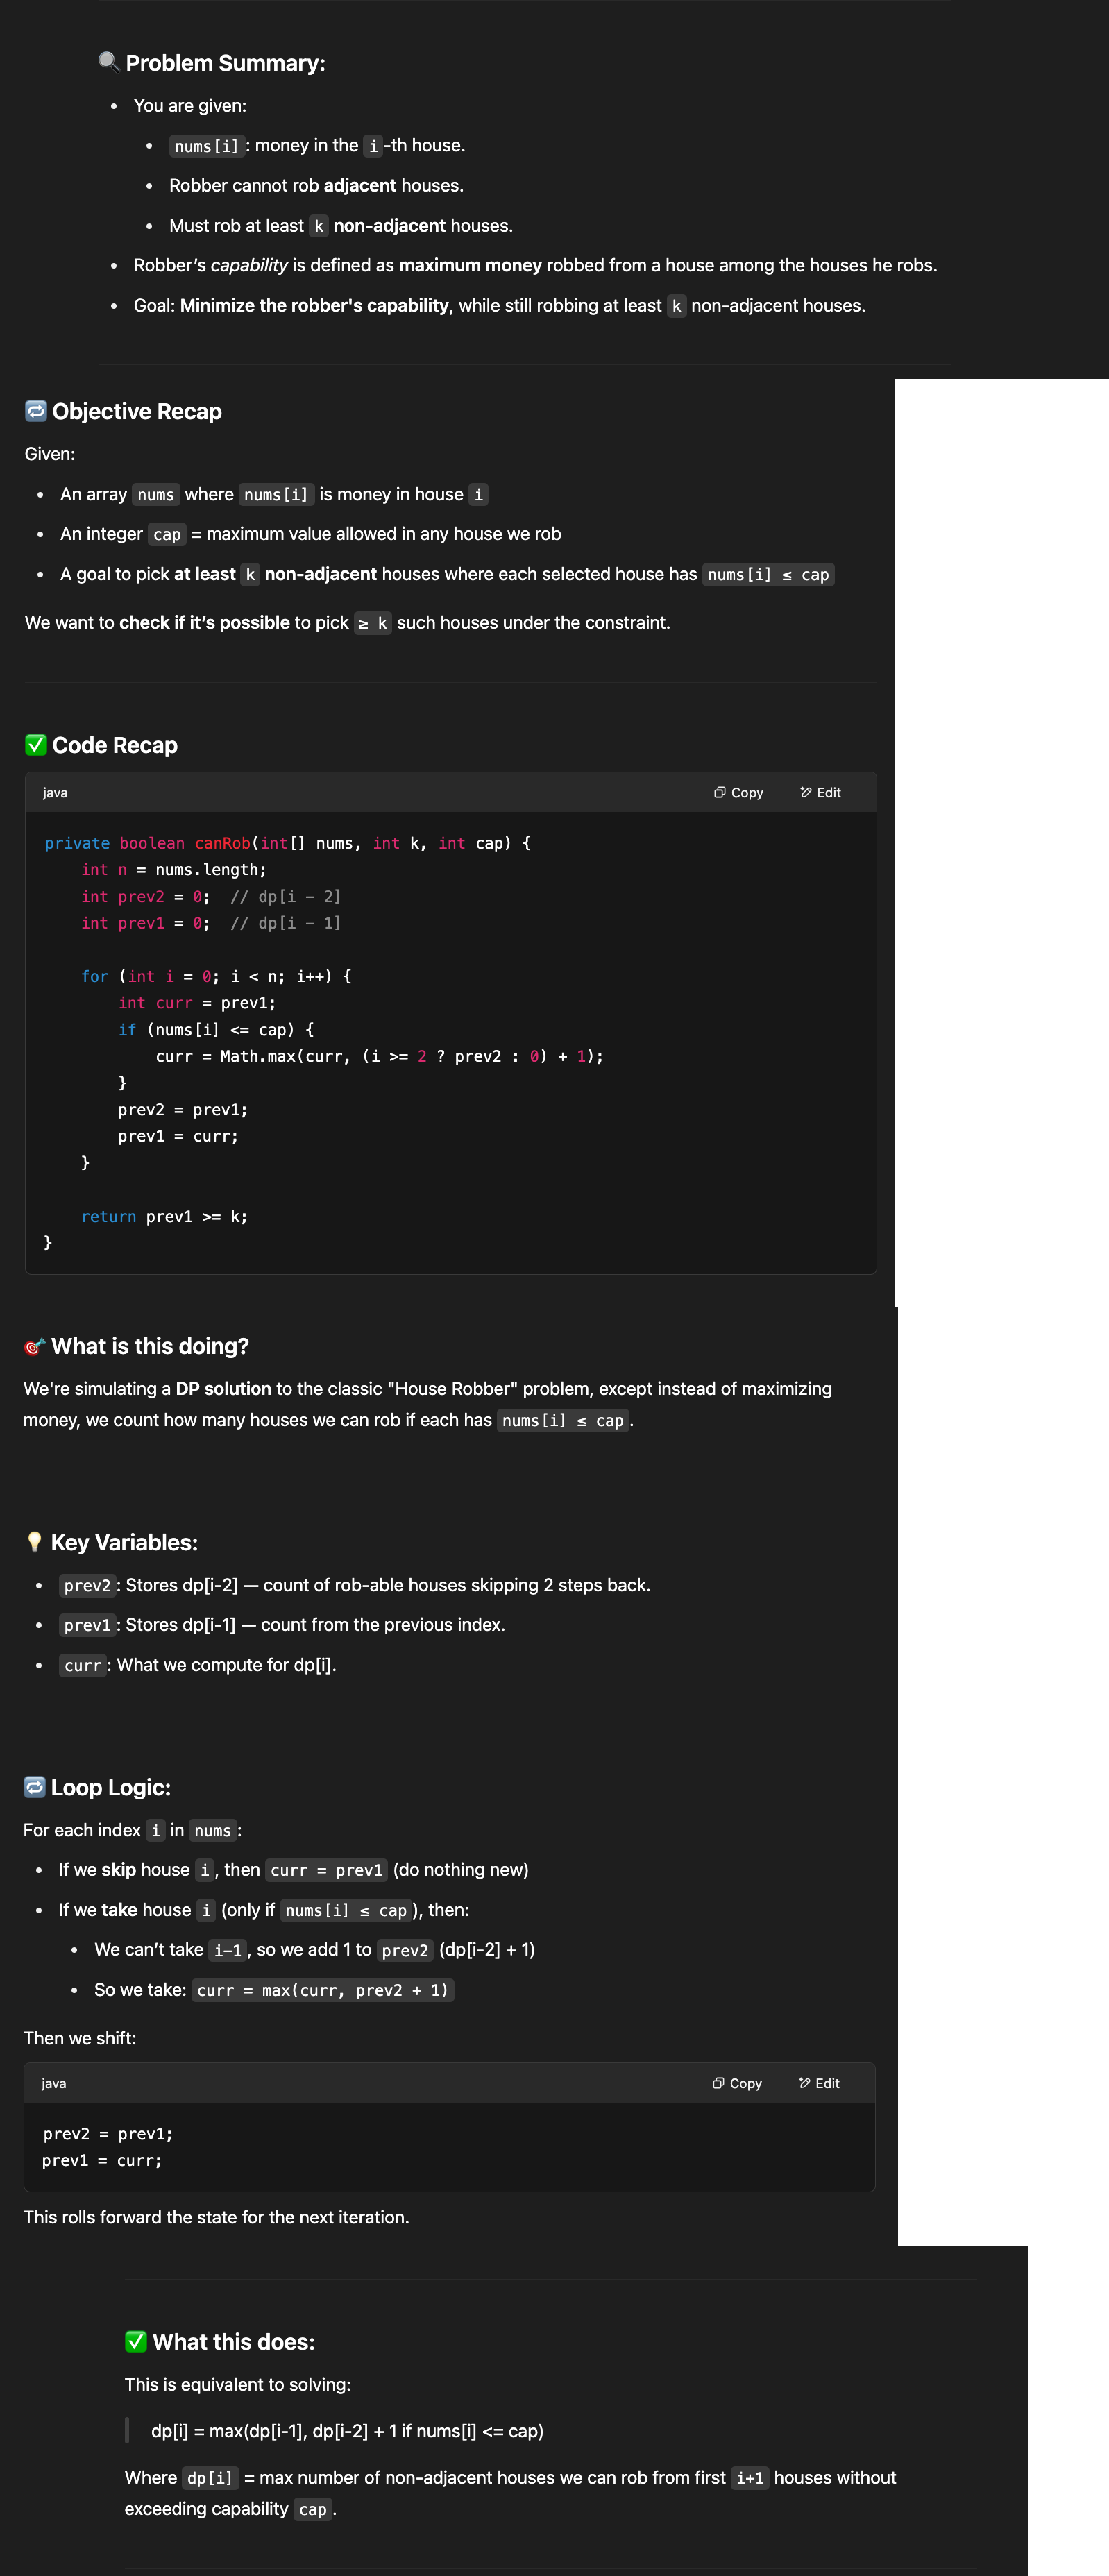 🔍 Problem Summary:
• You are given:
• nums[i]: money in the i-th house.
• Robber cannot rob adjacent houses.
• Must rob at least k non-adjacent houses.
• Robber’s capability is defined as maximum money robbed from a house among the houses he robs.
• Goal: Minimize the robber's capability, while still robbing at least k non-adjacent houses.
🔁 Objective Recap
Given:
• An array nums where nums[i] is money in house i
• An integer cap = maximum value allowed in any house we rob
• A goal to pick at least k non-adjacent houses where each selected house has nums[i] ≤ cap
We want to check if it’s possible to pick ≥ k such houses under the constraint.
✅ Code Recap
java Copy Edit
private boolean canRob(int[] nums, int k, int cap) {
    int n = nums.length;
    int prev2 = 0;  // dp[i - 2]
    int prev1 = 0;  // dp[i - 1]
    for (int i = 0; i < n; i++) {
        int curr = prev1;
        if (nums[i] <= cap) {
            curr = Math.max(curr, (i >= 2 ? prev2 : 0) + 1);
        }
        prev2 = prev1;
        prev1 = curr;
    }
    return prev1 >= k;
}
🎯 What is this doing?
We're simulating a DP solution to the classic "House Robber" problem, except instead of maximizing
money, we count how many houses we can rob if each has nums[i] ≤ cap.
💡 Key Variables:
• prev2: Stores dp[i-2] — count of rob-able houses skipping 2 steps back.
• prev1: Stores dp[i-1] — count from the previous index.
• curr: What we compute for dp[i].
🔁 Loop Logic:
For each index i in nums:
• If we skip house i, then curr = prev1 (do nothing new)
• If we take house i (only if nums[i] ≤ cap), then:
• We can’t take i-1, so we add 1 to prev2 (dp[i-2] + 1)
• So we take: curr = max(curr, prev2 + 1)
Then we shift:
java Copy Edit
prev2 = prev1;
prev1 = curr;
This rolls forward the state for the next iteration.
✅ What this does:
This is equivalent to solving:
dp[i] = max(dp[i-1], dp[i-2] + 1 if nums[i] <= cap)
Where dp[i] = max number of non-adjacent houses we can rob from first i+1 houses without
exceeding capability cap.